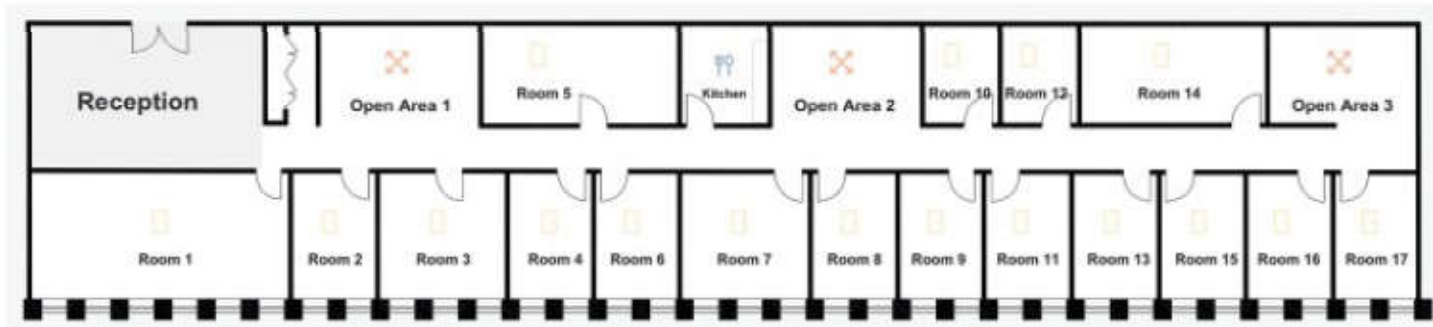 Reception
Open Area 1
Room 5
Kitchen
Open Area 2
Room 10
Room 12
Room 14
Open Area 3
Room 1
Room 2
Room 3
Room 4
Room 6
Room 7
Room 8
Room 9
Room 11
Room 13
Room 15
Room 16
Room 17